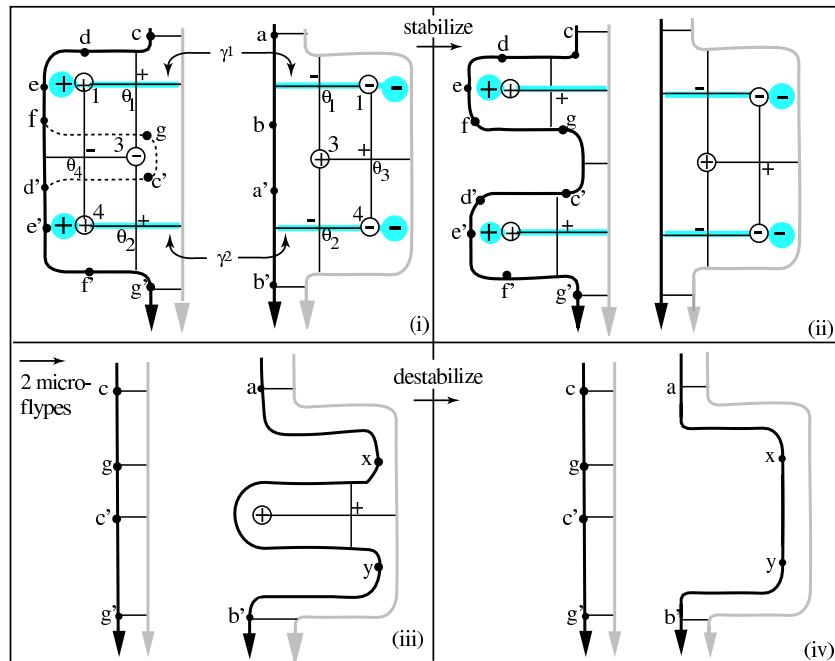 c
d
e
+
+
1
+
θ1
γ1
f
g
3
-
-
θ4
c'
d'
e'
+
+
4
+
θ2
γ2
f'
g'
a
-
θ1
-
1
-
b
+
3
+
θ3
a'
-
θ2
4
-
-
b'
(i)
stabilize
c
d
e
+
+
+
f
g
c'
d'
e'
+
+
+
f'
g'
-
-
-
+
+
-
-
-
(ii)
2 micro-
flypes
c
g
c'
g'
a
x
+
+
y
b'
(iii)
destabilize
c
g
c'
g'
a
x
y
b'
(iv)